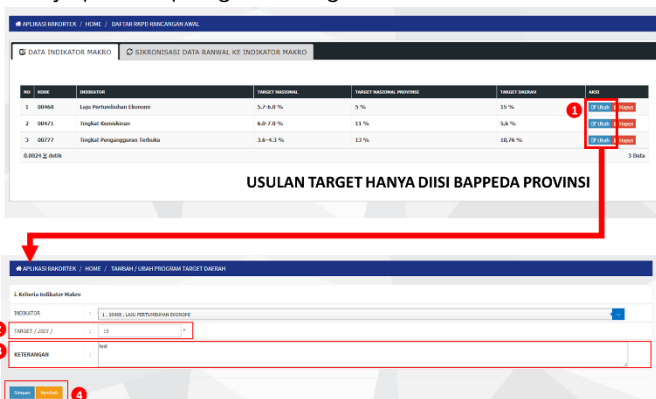 APLIKASI RAKORTEK / HOME / DAFTAR RKPD RANCANGAN AWAL
DATA INDIKATOR MAKRO SIKRONISASI DATA RANWAL KE INDIKATOR MAKRO
NO KODE INDIKATOR TARGET NASIONAL TARGET NASIONAL PROVINSI TARGET DAERAH AKSI
1 00468 Laju Pertumbuhan Ekonomi 5.7-6.0 % 5 % 15 % Ubah Hapus
1
2 00471 Tingkat Kemiskinan 6.0-7.0 % 11 % 5,6 % Ubah Hapus
3 00777 Tingkat Pengangguran Terbuka 3.6-4.3 % 13 % 10,76 % Ubah Hapus
0.0024 detik 3 Data
USULAN TARGET HANYA DIISI BAPPEDA PROVINSI
APLIKASI RAKORTEK / HOME / TAMBAH / UBAH PROGRAM TARGET DAERAH
i. Kriteria Indikator Makro
INDIKATOR : 1 . 00468 , LAJU PERTUMBUHAN EKONOMI
TARGET / 2021 / : 15
KETERANGAN : test
Simpan Kembali 4